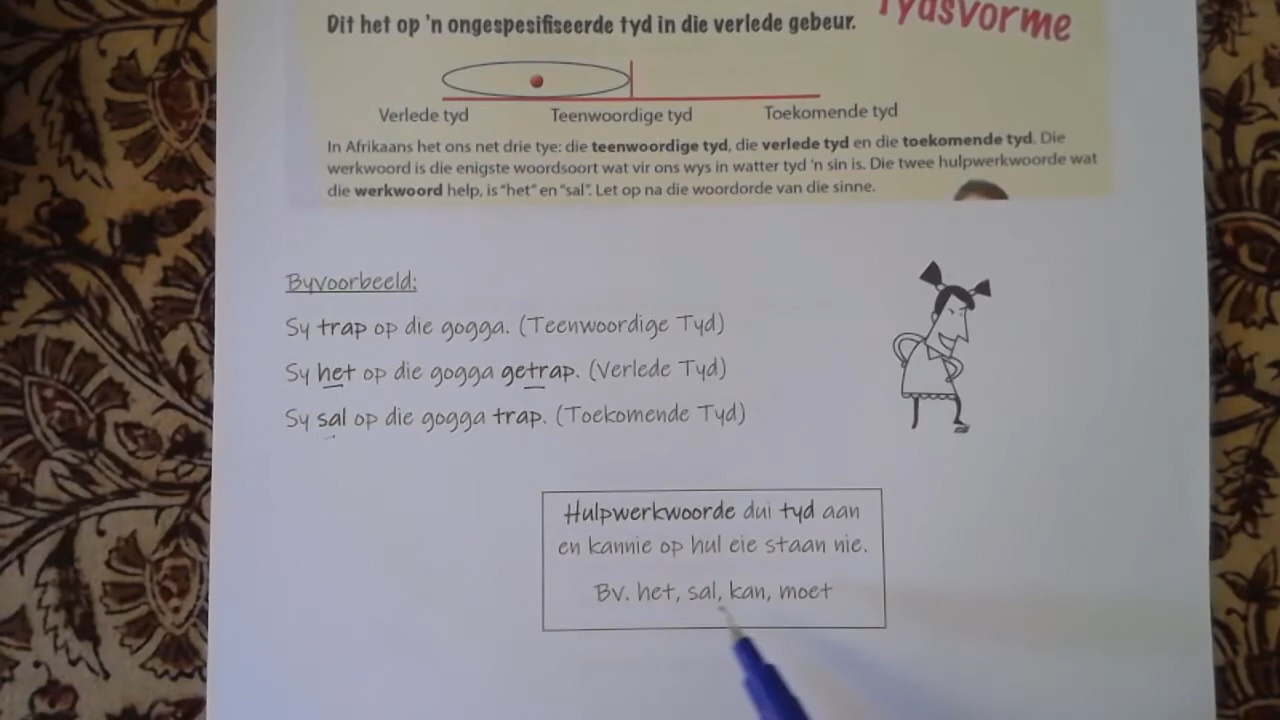 Tydsvorme
Dit het op 'n ongespesifiseerde tyd in die verlede gebeur.
Verlede tyd Teenwoordige tyd Toekomende tyd
In Afrikaans het ons net drie tye: die teenwoordige tyd, die verlede tyd en die toekomende tyd. Die
werkwoord is die enigste woordsoort wat vir ons wys in watter tyd 'n sin is. Die twee hulpwerkwoorde wat
die werkwoord help, is "het" en "sal". Let op na die woordorde van die sinne.
Byvoorbeeld:
Sy trap op die gogga. (Teenwoordige Tyd)
Sy het op die gogga getrap. (Verlede Tyd)
Sy sal op die gogga trap. (Toekomende Tyd)
Hulpwerkwoorde dui tyd aan
en kannie op hul eie staan nie.
Bv. het, sal, kan, moet